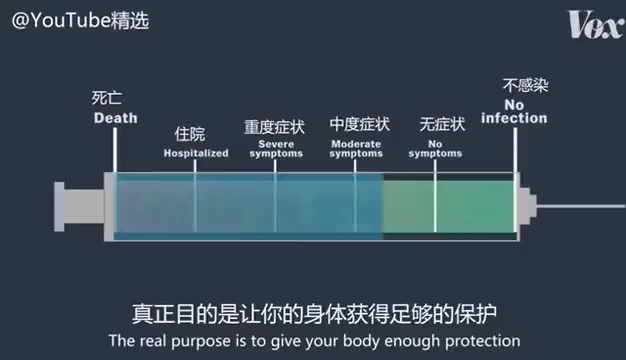 @YouTube精选
Vox
死亡
Death
住院
Hospitalized
重度症状
Severe
symptoms
中度症状
Moderate
symptoms
无症状
No
symptoms
不感染
No
infection
真正目的是让你的身体获得足够的保护
The real purpose is to give your body enough protection